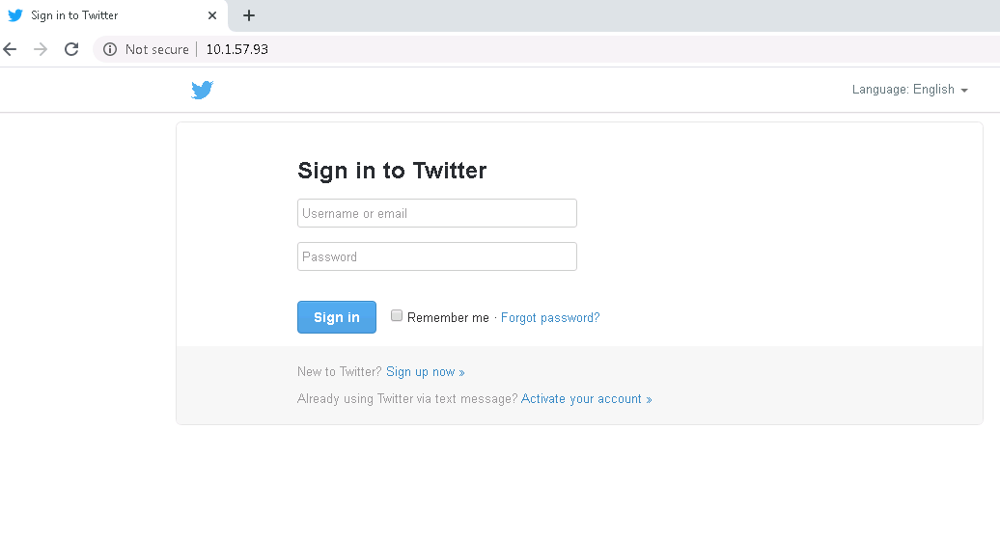 Sign in to Twitter
Not secure 10.1.57.93
Language: English
Sign in to Twitter
Username or email
Password
Sign in Remember me · Forgot password?
New to Twitter? Sign up now »
Already using Twitter via text message? Activate your account »